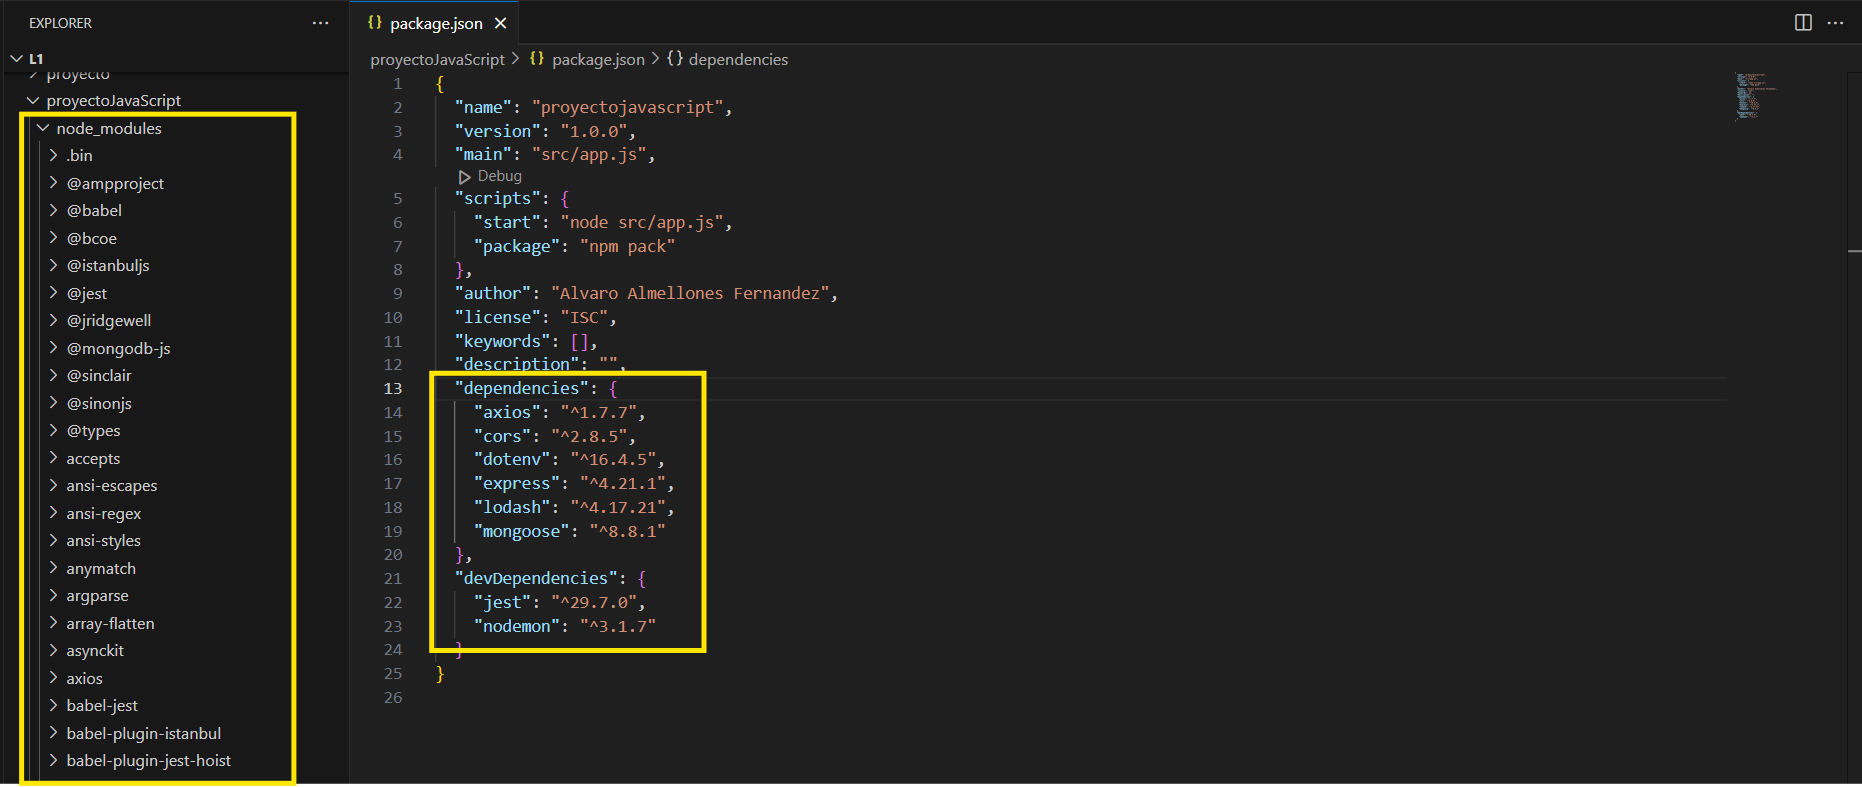 EXPLORER
L1
proyecto
proyectoJavaScript
node_modules
.bin
@ampproject
@babel
@bcoe
@istanbuljs
@jest
@jridgewell
@mongodb-js
@sinclair
@sinonjs
@types
accepts
ansi-escapes
ansi-regex
ansi-styles
anymatch
argparse
array-flatten
asynckit
axios
babel-jest
babel-plugin-istanbul
babel-plugin-jest-hoist
{} package.json
proyectoJavaScript > {} package.json > {} dependencies
1 {
2 "name": "proyectojavascript",
3 "version": "1.0.0",
4 "main": "src/app.js",
Debug
5 "scripts": {
6 "start": "node src/app.js",
7 "package": "npm pack"
8 },
9 "author": "Alvaro Almellones Fernandez",
10 "license": "ISC",
11 "keywords": [],
12 "description": "",
13 "dependencies": {
14 "axios": "^1.7.7",
15 "cors": "^2.8.5",
16 "dotenv": "^16.4.5",
17 "express": "^4.21.1",
18 "lodash": "^4.17.21",
19 "mongoose": "^8.8.1"
20 },
21 "devDependencies": {
22 "jest": "^29.7.0",
23 "nodemon": "^3.1.7"
24 }
25 }
26